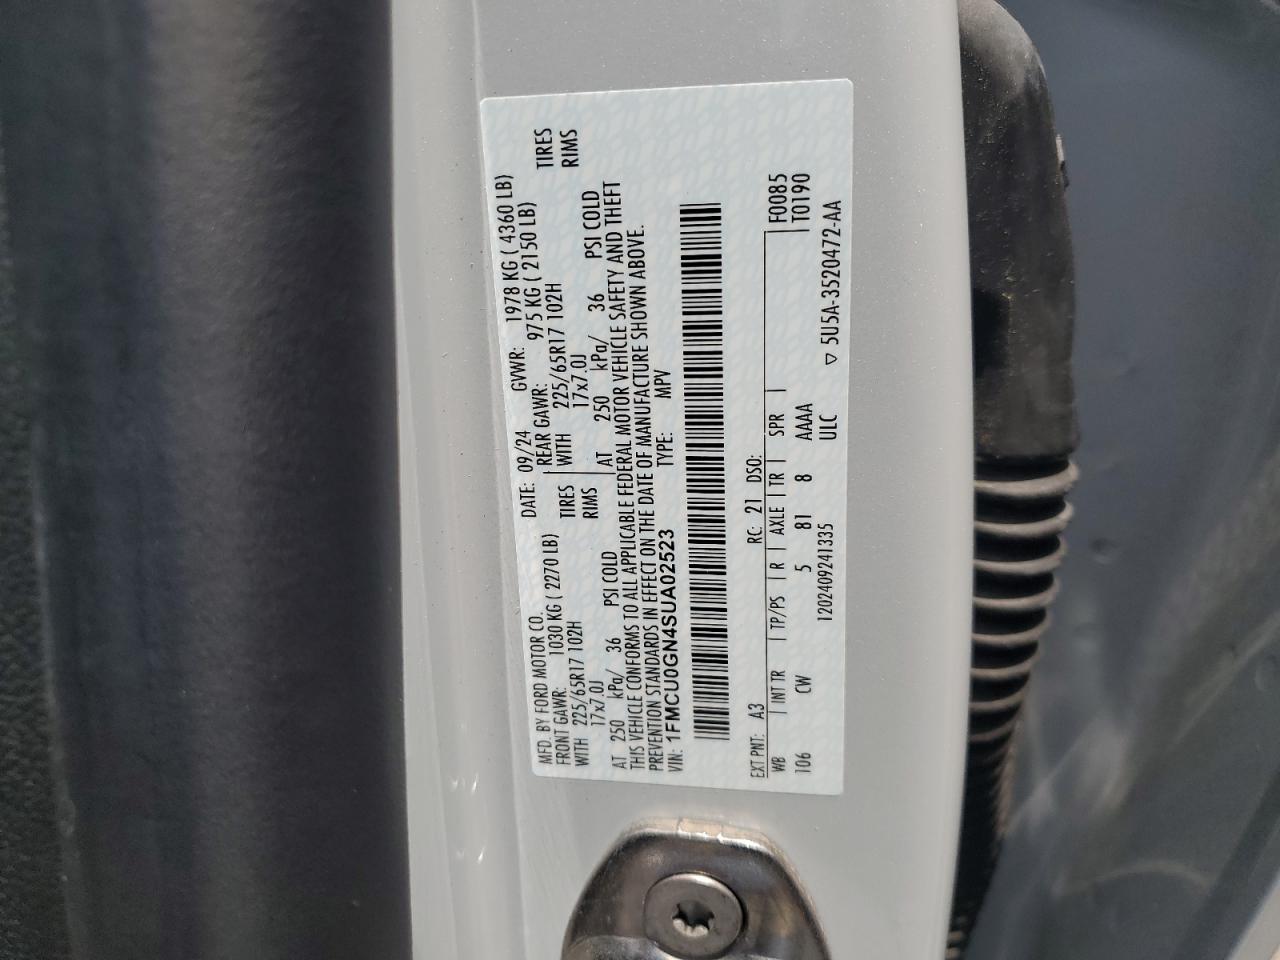 MFD. BY FORD MOTOR CO.
DATE: 09/24 GVWR: 1978 KG ( 4360 LB)
FRONT GAWR: 1030 KG ( 2270 LB) REAR GAWR: 975 KG ( 2150 LB)
WITH 225/65R17 102H TIRES WITH 225/65R17 102H TIRES
17x7.0J RIMS 17x7.0J RIMS
AT 250 kPa/ 36 PSI COLD AT 250 kPa/ 36 PSI COLD
THIS VEHICLE CONFORMS TO ALL APPLICABLE FEDERAL MOTOR VEHICLE SAFETY AND THEFT
PREVENTION STANDARDS IN EFFECT ON THE DATE OF MANUFACTURE SHOWN ABOVE.
VIN: 1FMCU0GN4SUA02523 TYPE: MPV
EXT PNT: A3 RC: 21 DSO: F0085
WB INT TR TP/PS R AXLE TR SPR T0190
106 CW 5 81 8 AAAA
1202409241335 ULC ▽ 5U5A-3520472-AA